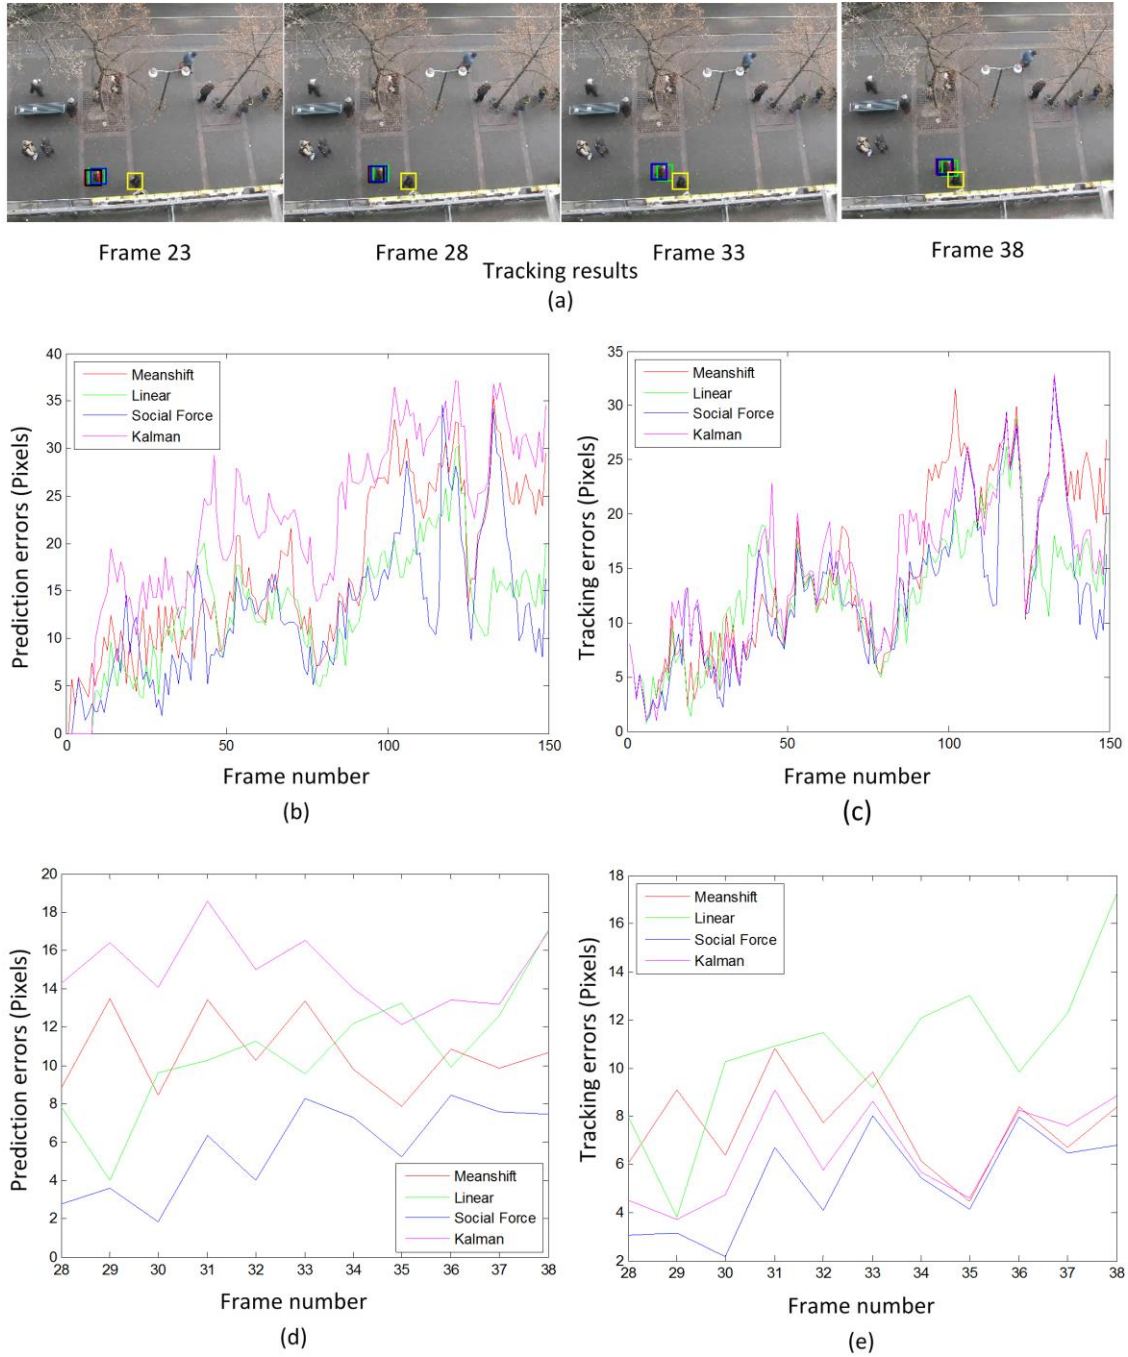 Frame 23
Frame 28
Frame 33
Frame 38
Tracking results
(a)
40
35
30
25
20
15
10
5
0
Prediction errors (Pixels)
Meanshift
Linear
Social Force
Kalman
0
50
100
150
Frame number
(b)
35
30
25
20
15
10
5
0
Tracking errors (Pixels)
Meanshift
Linear
Social Force
Kalman
0
50
100
150
Frame number
(c)
20
18
16
14
12
10
8
6
4
2
0
Prediction errors (Pixels)
Meanshift
Linear
Social Force
Kalman
28 29 30 31 32 33 34 35 36 37 38
Frame number
(d)
18
16
14
12
10
8
6
4
2
Tracking errors (Pixels)
Meanshift
Linear
Social Force
Kalman
28 29 30 31 32 33 34 35 36 37 38
Frame number
(e)